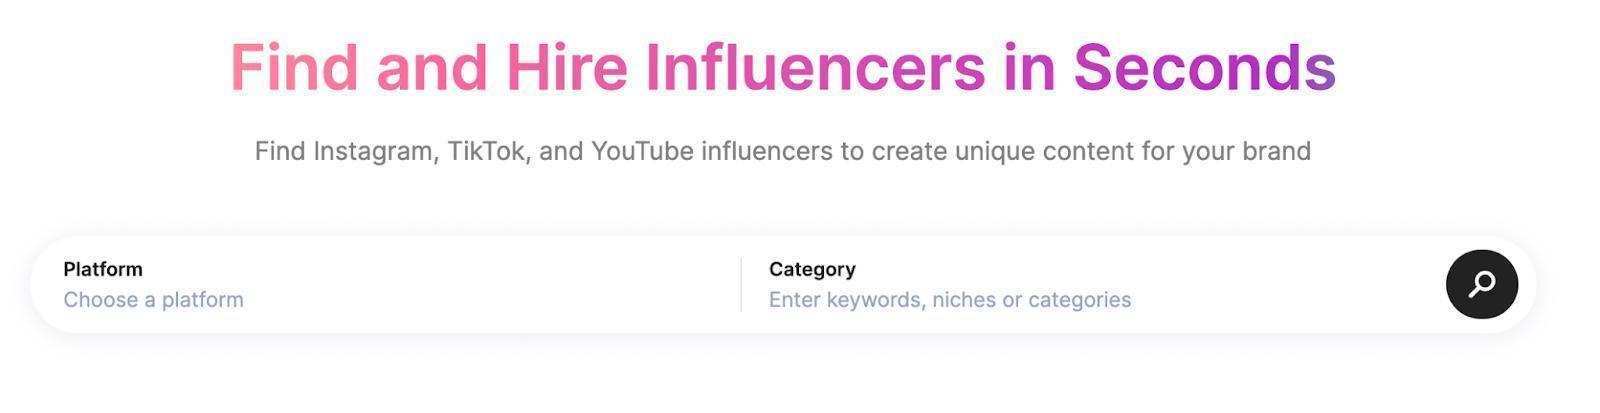 Find and Hire Influencers in Seconds
Find Instagram, TikTok, and YouTube influencers to create unique content for your brand
Platform
Choose a platform
Category
Enter keywords, niches or categories